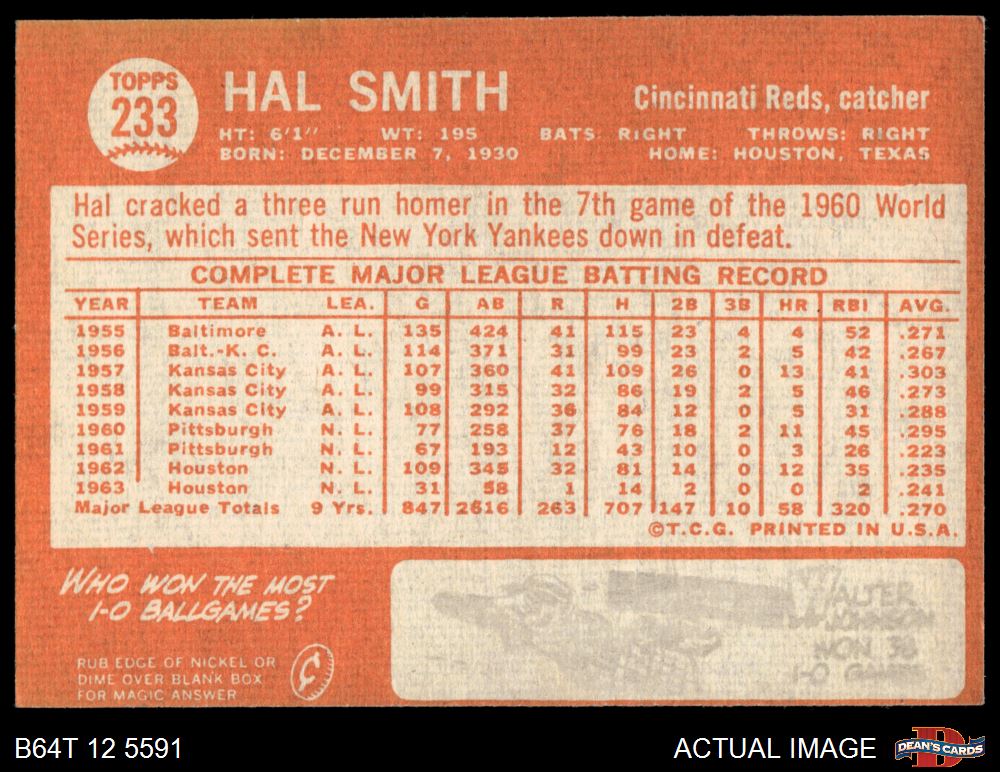 TOPPS
233
HAL SMITH
Cincinnati Reds, catcher
HT: 6'1" WT: 195 BATS RIGHT THROWS: RIGHT
BORN: DECEMBER 7, 1930 HOME: HOUSTON, TEXAS
Hal cracked a three run homer in the 7th game of the 1960 World
Series, which sent the New York Yankees down in defeat.
COMPLETE MAJOR LEAGUE BATTING RECORD
YEAR TEAM LEA. G AB R H 2B 3B HR RBI AVG.
1955 Baltimore A. L. 135 424 41 115 23 4 4 52 .271
1956 Balt.-K. C. A. L. 114 371 31 99 23 2 5 42 .267
1957 Kansas City A. L. 107 360 41 109 26 0 13 41 .303
1958 Kansas City A. L. 99 315 32 86 19 2 5 46 .273
1959 Kansas City A. L. 108 292 36 84 12 0 5 31 .288
1960 Pittsburgh N. L. 77 258 37 76 18 2 11 45 .295
1961 Pittsburgh N. L. 67 193 12 43 10 0 3 26 .223
1962 Houston N. L. 109 345 32 81 14 0 12 35 .235
1963 Houston N. L. 31 58 1 14 2 0 0 2 .241
Major League Totals 9 Yrs. 847 2616 263 707 147 10 58 320 .270
©T.C.G. PRINTED IN U.S.A.
WHO WON THE MOST
1-0 BALLGAMES?
RUB EDGE OF NICKEL OR
DIME OVER BLANK BOX
FOR MAGIC ANSWER
WALTER
JOHNSON
WON 38
1-0 GAMES
B64T 12 5591
ACTUAL IMAGE
DEAN'S CARDS